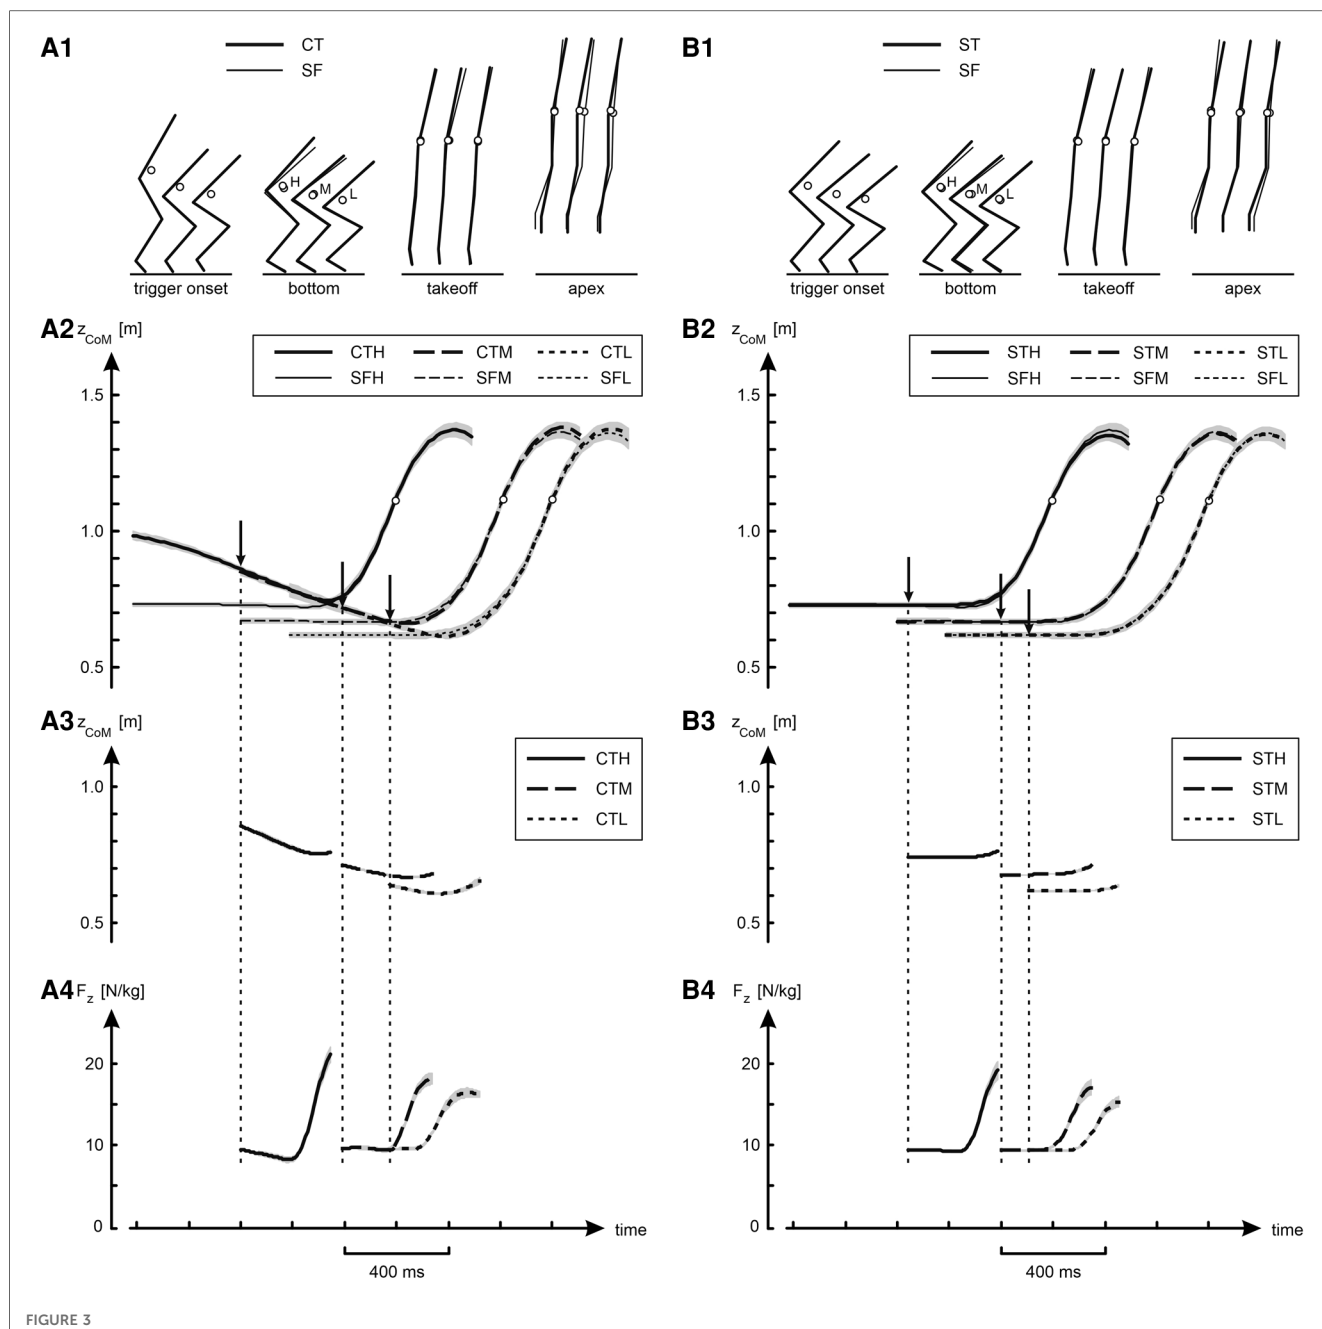 A1
CT
SF
H
M
L
trigger onset
bottom
takeoff
apex
B1
ST
SF
H
M
L
trigger onset
bottom
takeoff
apex
A2 zCoM [m]
CTH CTM CTL
SFH SFM SFL
1.5
1.0
0.5
B2 zCoM [m]
STH STM STL
SFH SFM SFL
1.5
1.0
0.5
A3 zCoM [m]
CTH
CTM
CTL
1.0
0.5
B3 zCoM [m]
STH
STM
STL
1.0
0.5
A4 Fz [N/kg]
20
10
0
time
400 ms
B4 Fz [N/kg]
20
10
0
time
400 ms
FIGURE 3